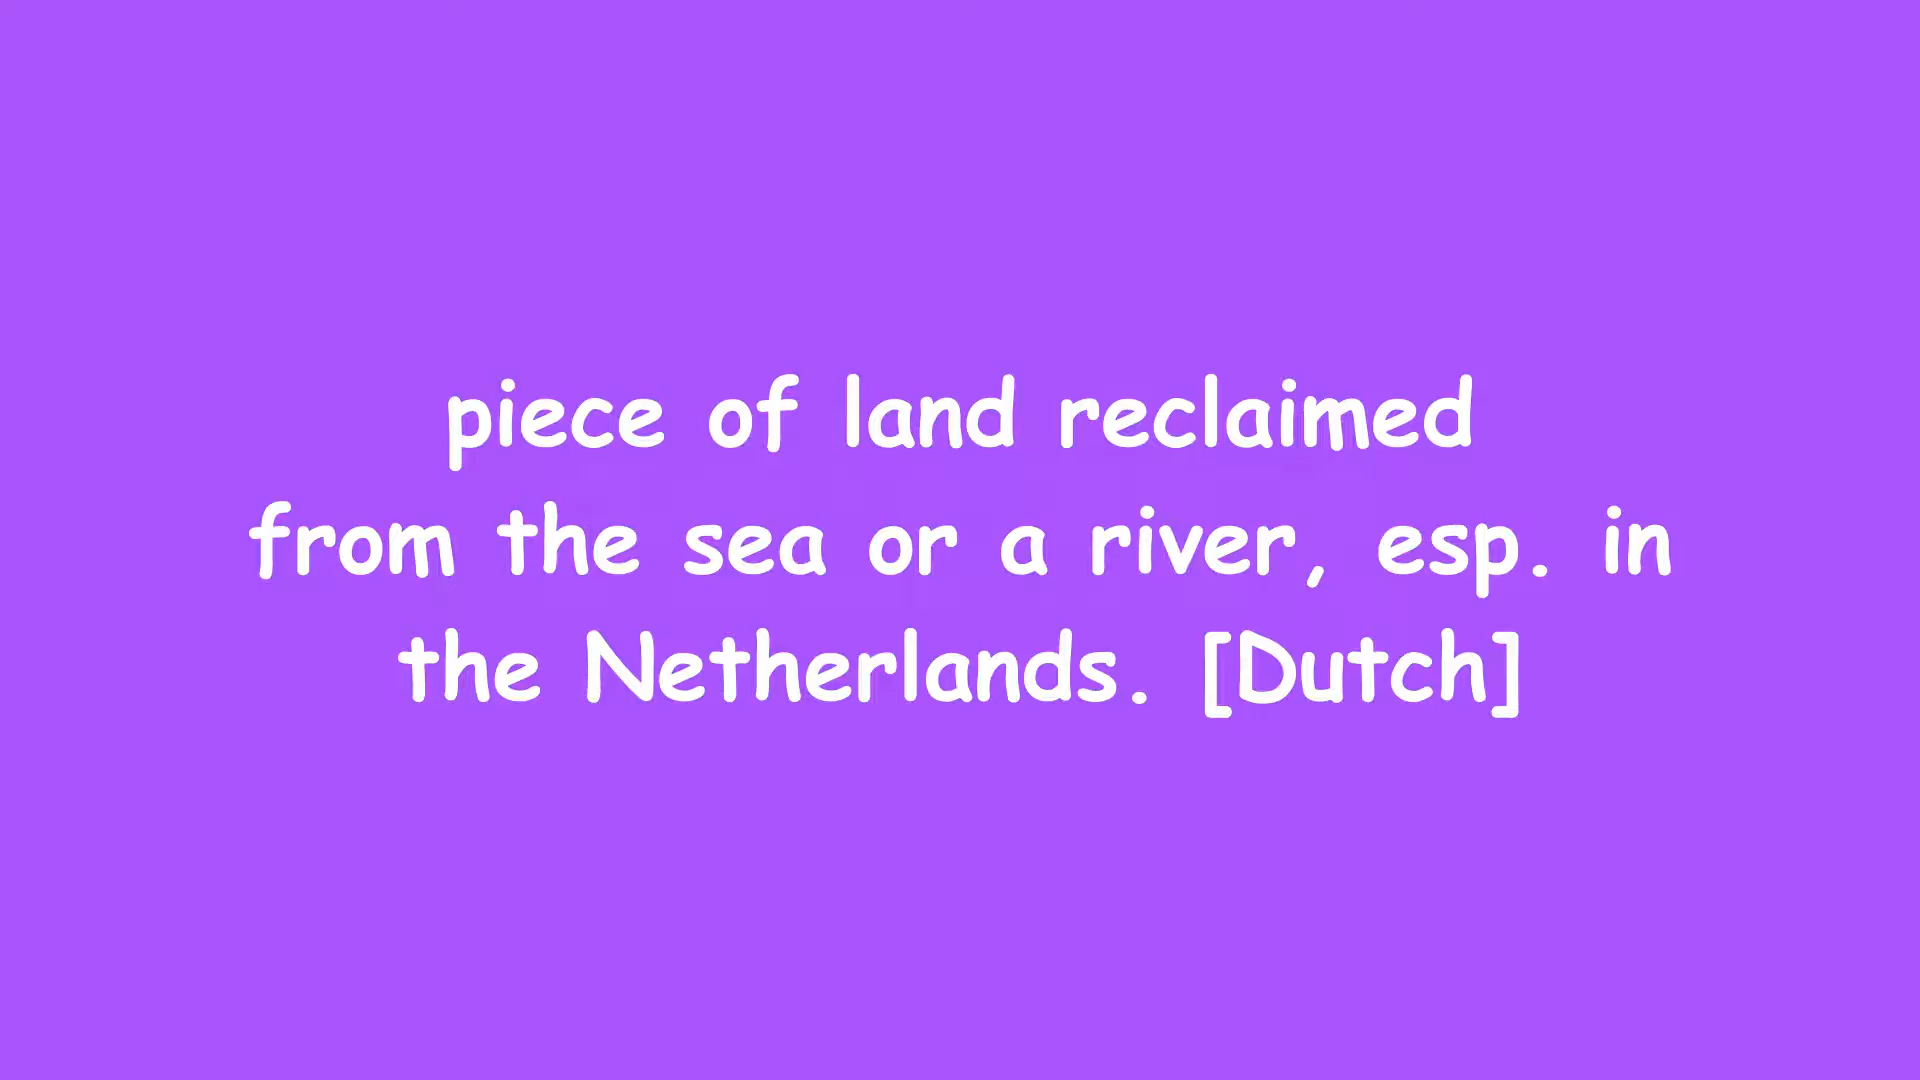 piece of land reclaimed
from the sea or a river, esp. in
the Netherlands. [Dutch]